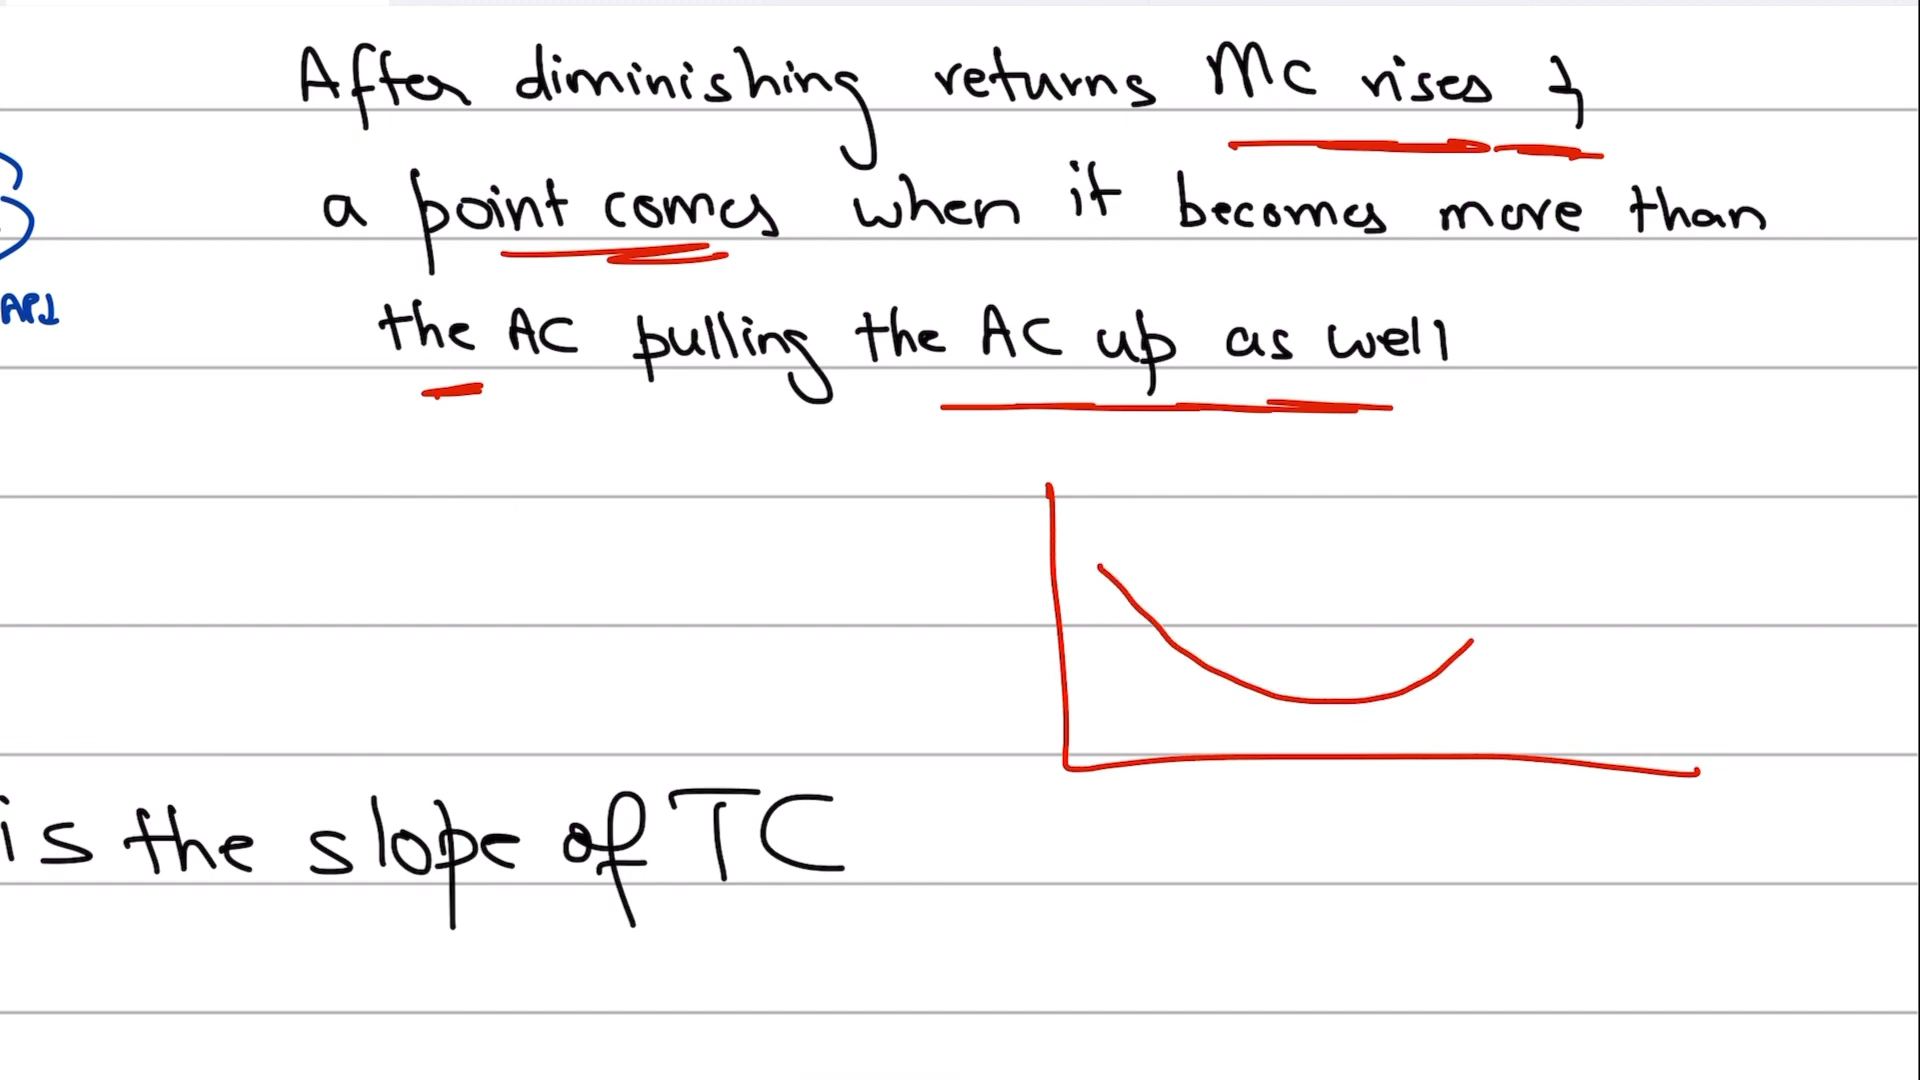 After diminishing returns MC rises &
a point comes when it becomes more than
AP↓
the AC pulling the AC up as well
is the slope of TC